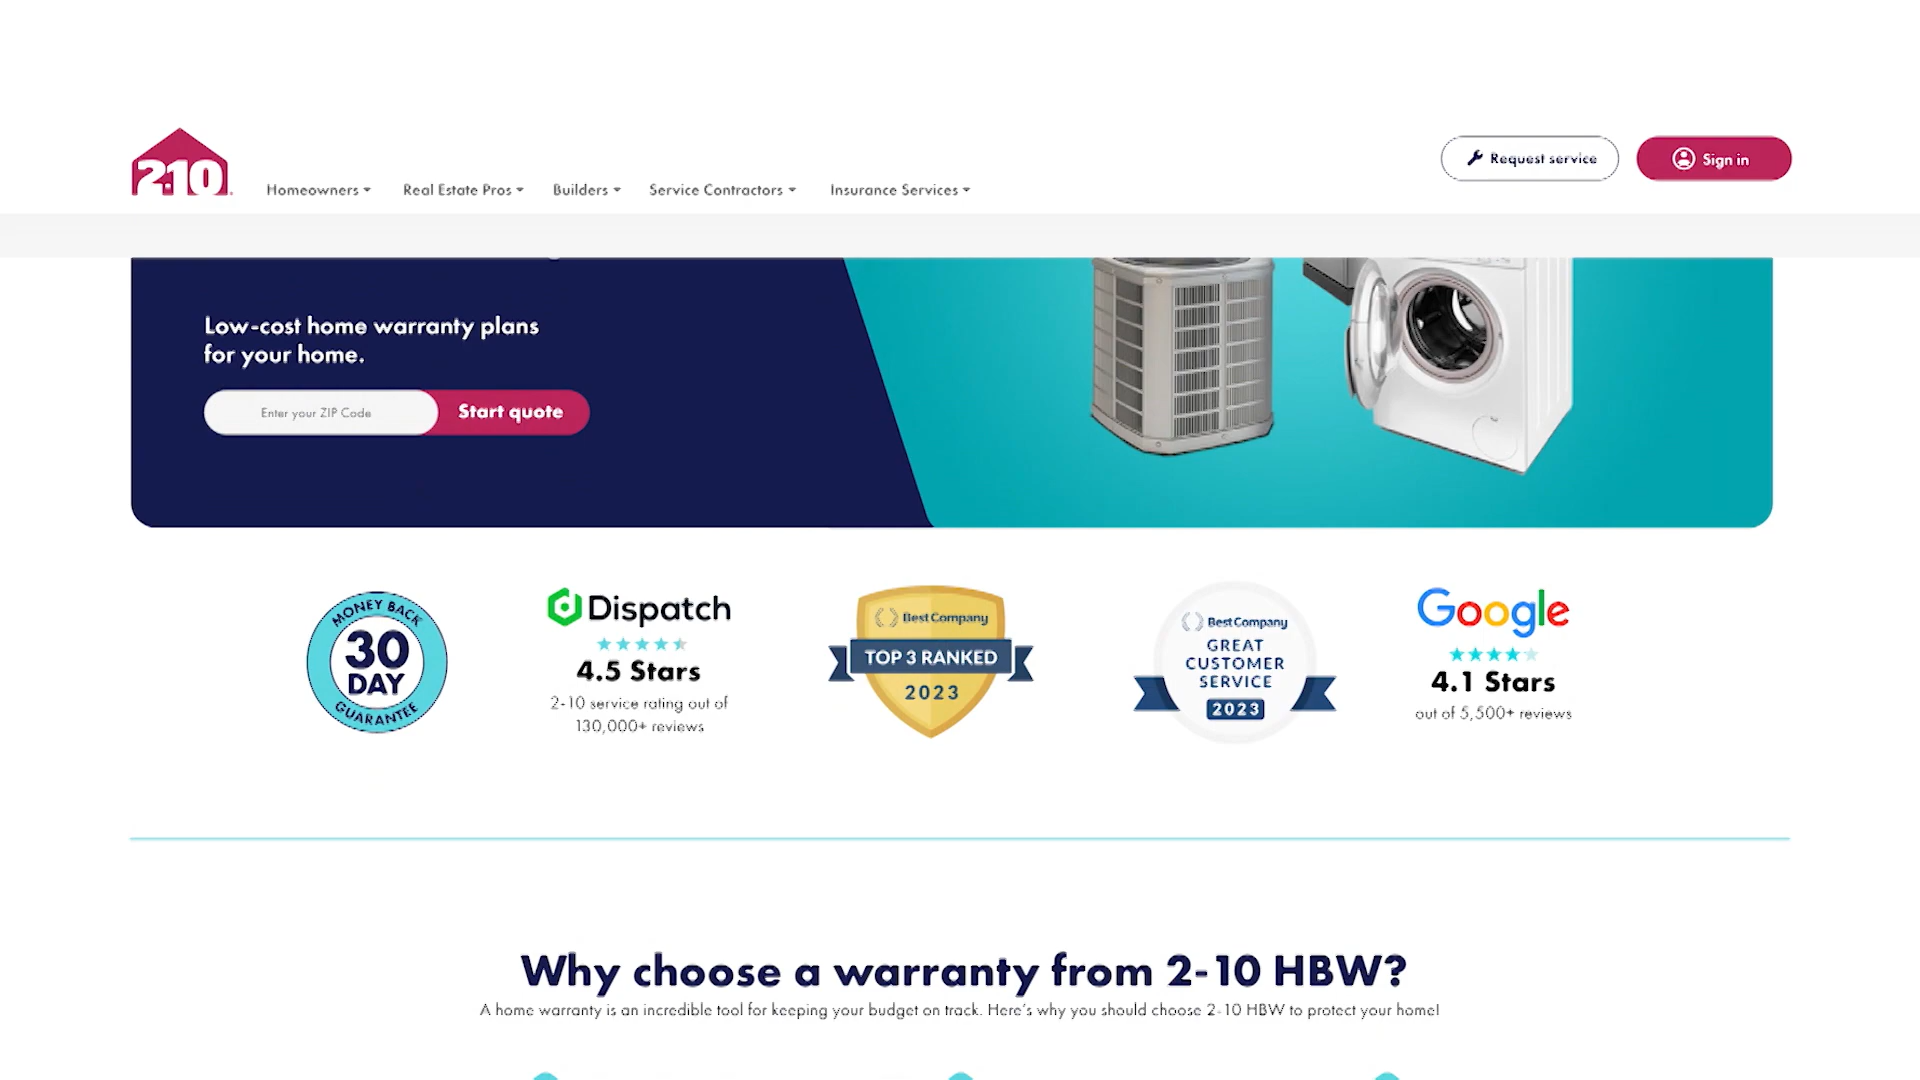 2-10
Homeowners
Real Estate Pros
Builders
Service Contractors
Insurance Services
Request service
Sign in
Low-cost home warranty plans
for your home.
Enter your ZIP Code
Start quote
MONEY BACK
30
DAY
GUARANTEE
Dispatch
4.5 Stars
2-10 service rating out of
130,000+ reviews
Best Company
TOP 3 RANKED
2023
Best Company
GREAT
CUSTOMER
SERVICE
2023
Google
4.1 Stars
out of 5,500+ reviews
Why choose a warranty from 2-10 HBW?
A home warranty is an incredible tool for keeping your budget on track. Here's why you should choose 2-10 HBW to protect your home!